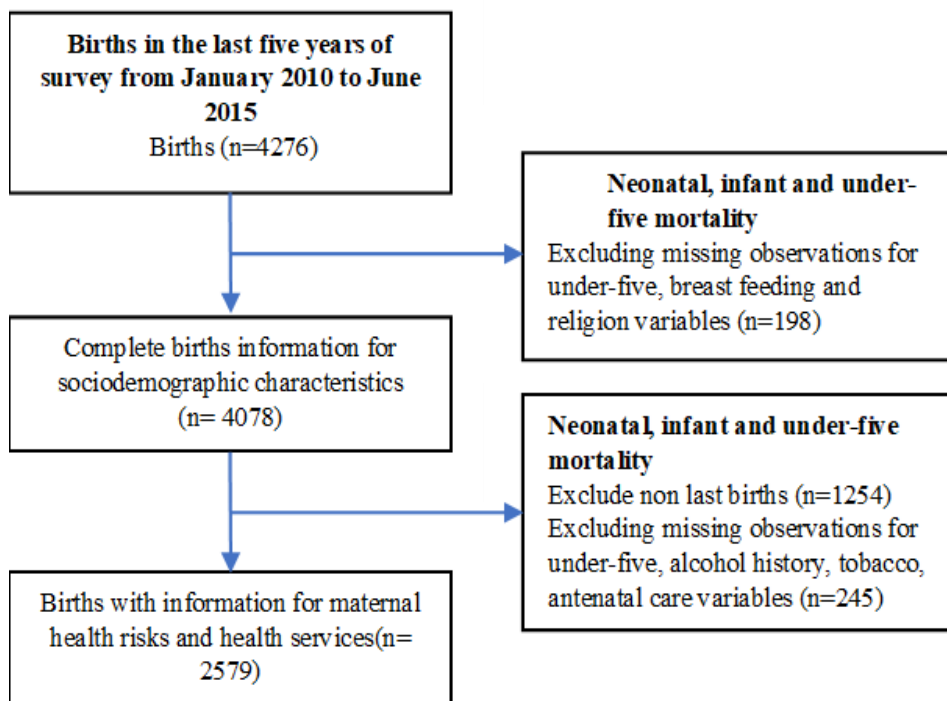 Births in the last five years of
survey from January 2010 to June
2015
Births (n=4276)
Neonatal, infant and under-
five mortality
Excluding missing observations for
under-five, breast feeding and
religion variables (n=198)
Complete births information for
sociodemographic characteristics
(n= 4078)
Neonatal, infant and under-five
mortality
Exclude non last births (n=1254)
Excluding missing observations for
under-five, alcohol history, tobacco,
antenatal care variables (n=245)
Births with information for maternal
health risks and health services(n=
2579)